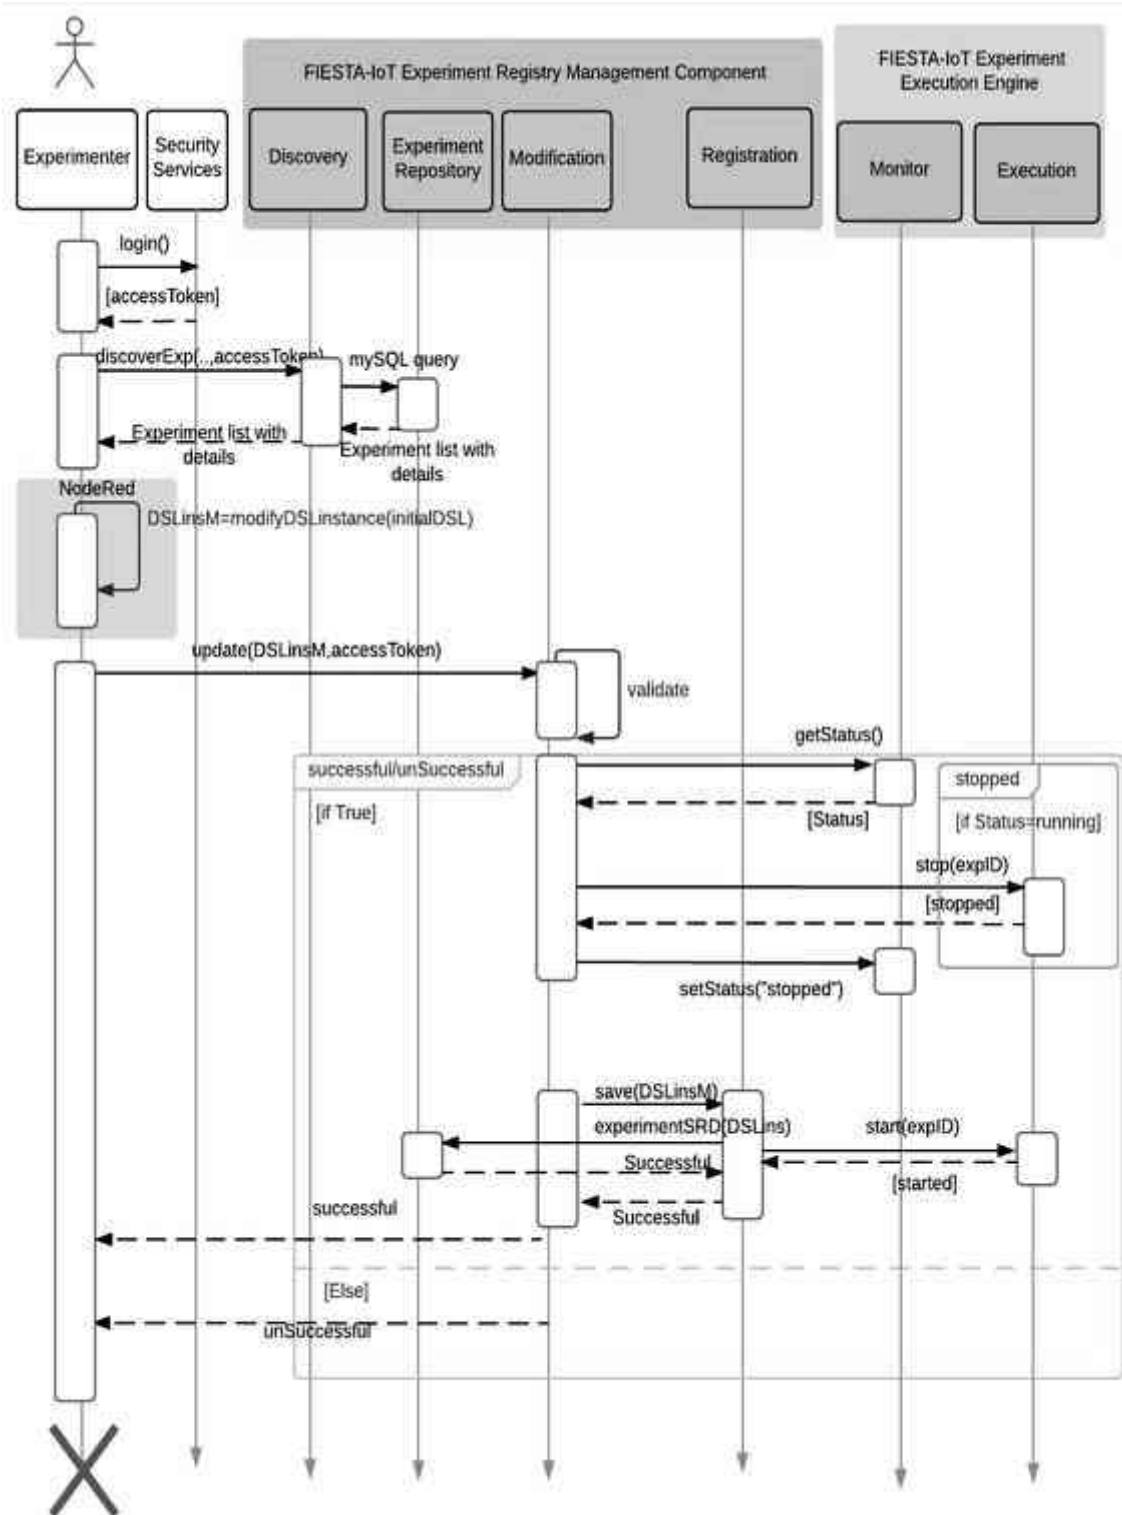 FIESTA-IoT Experiment Registry Management Component
FIESTA-IoT Experiment
Execution Engine
Experimenter
Security
Services
Discovery
Experiment
Repository
Modification
Registration
Monitor
Execution
login()
[accessToken]
discoverExp(..,accessToken)
mySQL query
Experiment list with
details
Experiment list with
details
NodeRed
DSLinsM=modifyDSLinstance(initialDSL)
update(DSLinsM,accessToken)
validate
getStatus()
successful/unSuccessful
stopped
[if True]
[Status]
[if Status=running]
stop(expID)
[stopped]
setStatus("stopped")
save(DSLinsM)
experimentSRD(DSLins)
start(expID)
Successful
[started]
successful
Successful
[Else]
unSuccessful